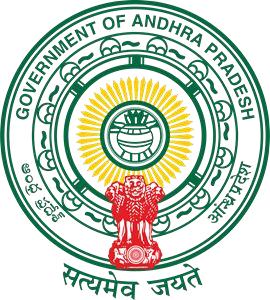 GOVERNMENT OF ANDHRA PRADESH
ఆంధ్ర ప్రదేశ్
आंध्र प्रदेश
सत्यमेव जयते